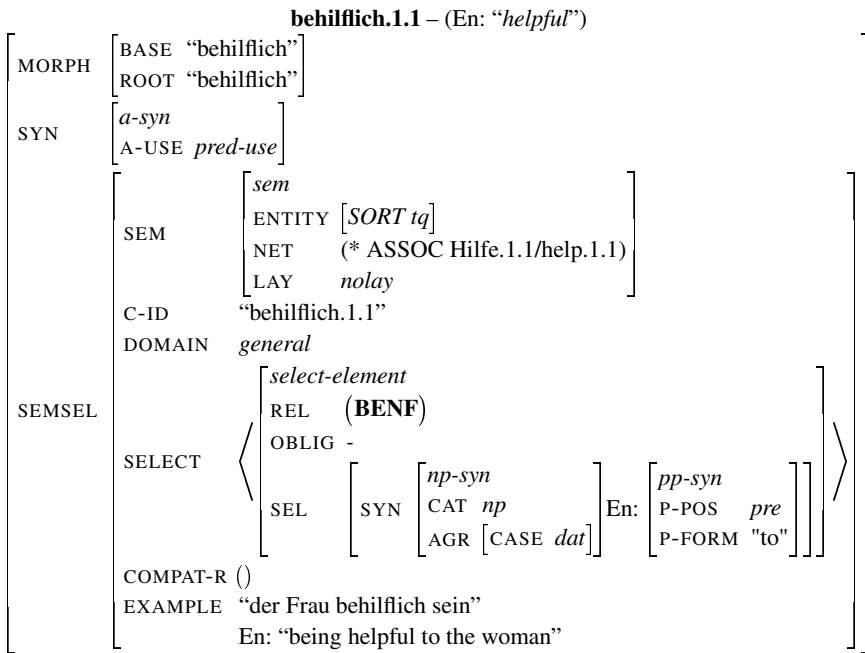 behilflich.1.1 – (En: “helpful”)
MORPH BASE “behilflich”
ROOT “behilflich”
SYN a-syn
A-USE pred-use
SEMSEL
SEM sem
ENTITY [SORT tq]
NET (* ASSOC Hilfe.1.1/help.1.1)
LAY nolay
C-ID “behilflich.1.1”
DOMAIN general
SELECT select-element
REL (BENF)
OBLIG -
SEL SYN np-syn
CAT np
AGR [CASE dat]
En: pp-syn
P-POS pre
P-FORM "to"
COMPAT-R ()
EXAMPLE “der Frau behilflich sein”
En: “being helpful to the woman”